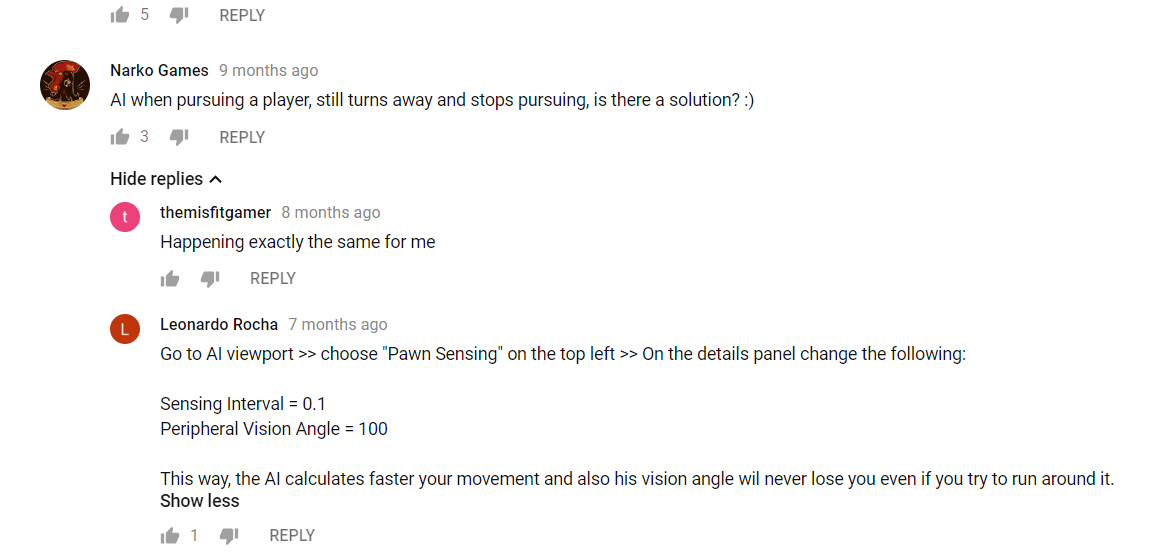 5 REPLY
Narko Games 9 months ago
AI when pursuing a player, still turns away and stops pursuing, is there a solution? :)
3 REPLY
Hide replies
t
themisfitgamer 8 months ago
Happening exactly the same for me
REPLY
L
Leonardo Rocha 7 months ago
Go to AI viewport >> choose "Pawn Sensing" on the top left >> On the details panel change the following:
Sensing Interval = 0.1
Peripheral Vision Angle = 100
This way, the AI calculates faster your movement and also his vision angle wil never lose you even if you try to run around it.
Show less
1 REPLY